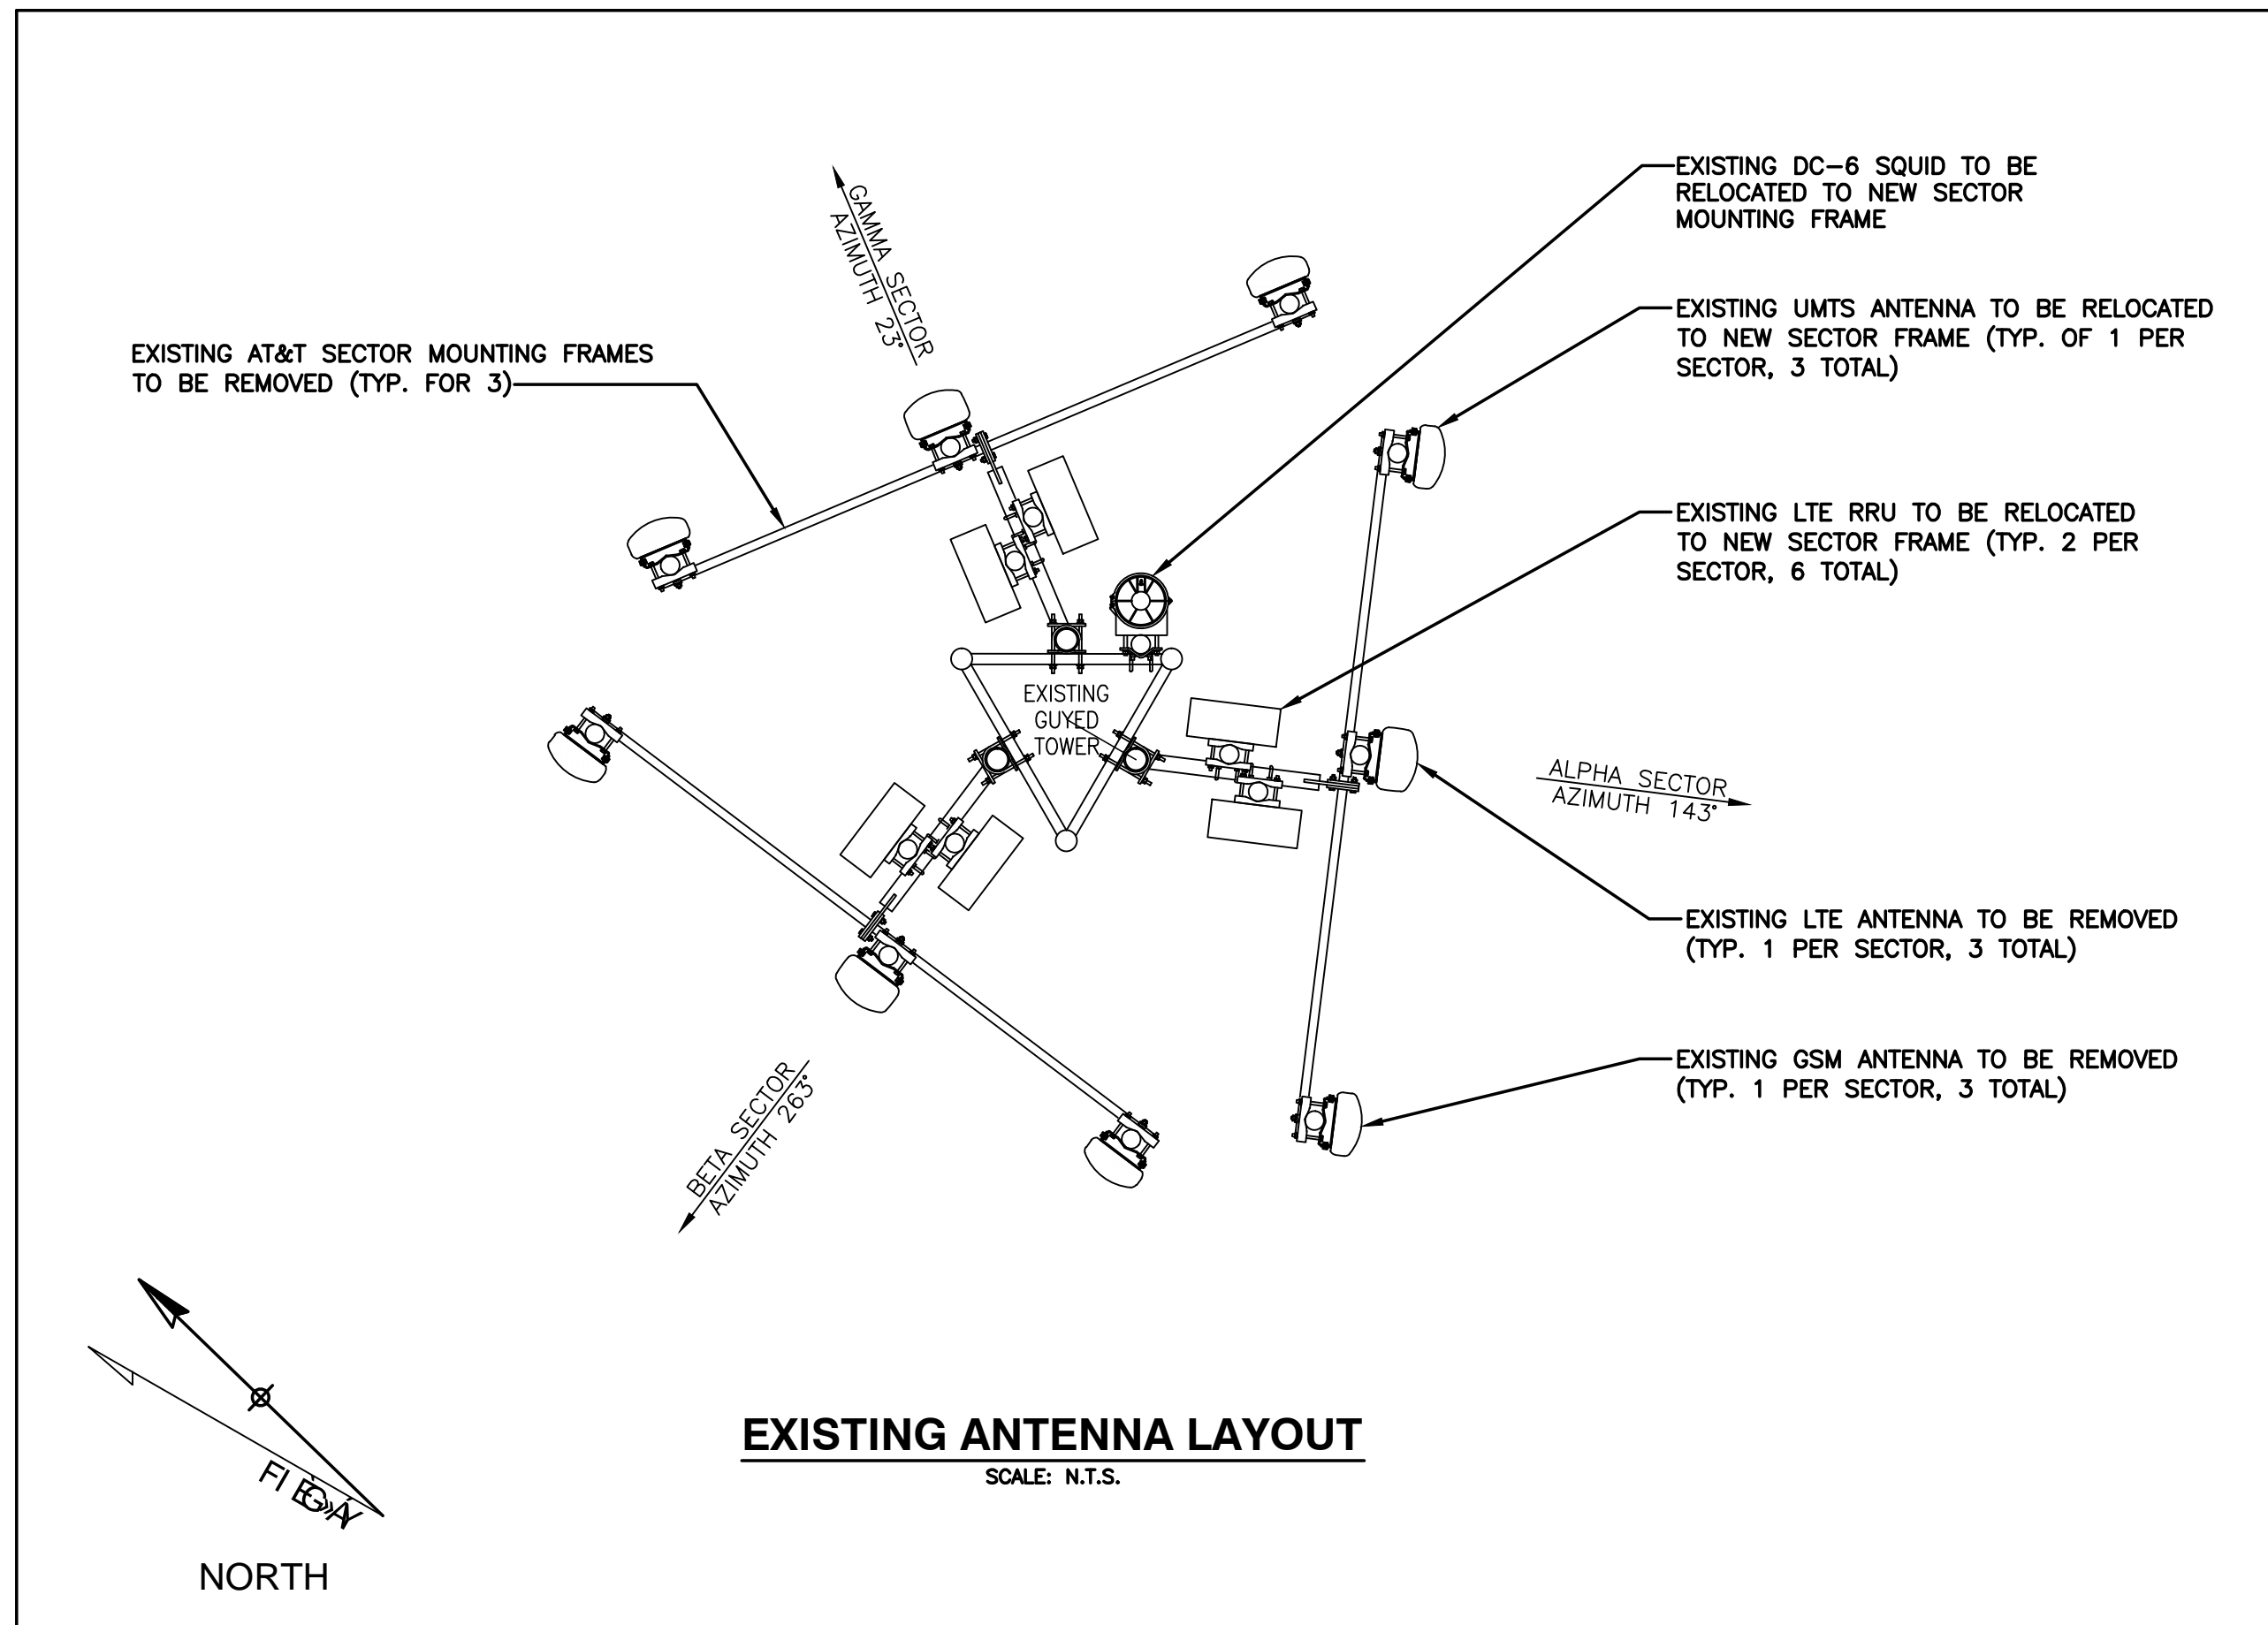 EXISTING DC-6 SQUID TO BE
RELOCATED TO NEW SECTOR
MOUNTING FRAME
GAMMA SECTOR
AZIMUTH 23°
EXISTING UMTS ANTENNA TO BE RELOCATED
TO NEW SECTOR FRAME (TYP. OF 1 PER
SECTOR, 3 TOTAL)
EXISTING AT&T SECTOR MOUNTING FRAMES
TO BE REMOVED (TYP. FOR 3)
EXISTING LTE RRU TO BE RELOCATED
TO NEW SECTOR FRAME (TYP. 2 PER
SECTOR, 6 TOTAL)
EXISTING
GUYED
TOWER
ALPHA SECTOR
AZIMUTH 143°
EXISTING LTE ANTENNA TO BE REMOVED
(TYP. 1 PER SECTOR, 3 TOTAL)
EXISTING GSM ANTENNA TO BE REMOVED
(TYP. 1 PER SECTOR, 3 TOTAL)
BETA SECTOR
AZIMUTH 263°
EXISTING ANTENNA LAYOUT
SCALE: N.T.S.
NORTH